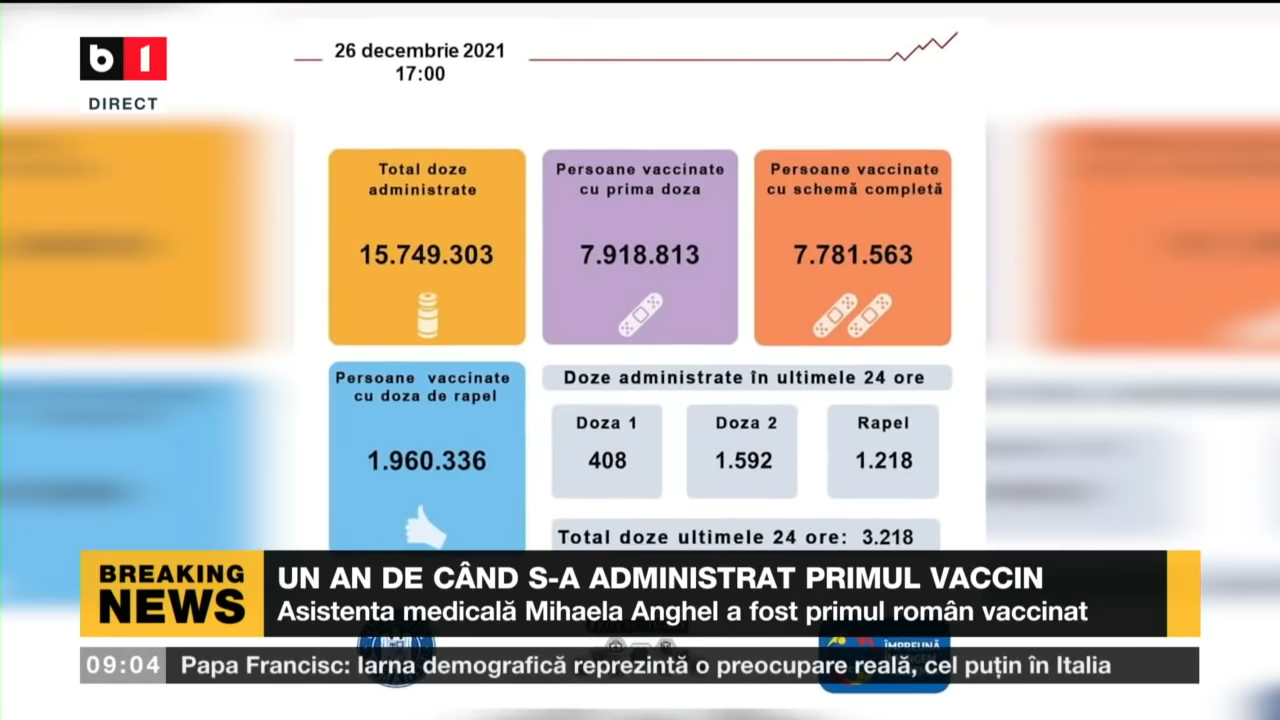 b1
DIRECT
26 decembrie 2021
17:00
Total doze
administrate
15.749.303
Persoane vaccinate
cu prima doza
7.918.813
Persoane vaccinate
cu schemă completă
7.781.563
Persoane vaccinate
cu doza de rapel
1.960.336
Doze administrate în ultimele 24 ore
Doza 1
408
Doza 2
1.592
Rapel
1.218
Total doze ultimele 24 ore: 3.218
BREAKING
NEWS
UN AN DE CÂND S-A ADMINISTRAT PRIMUL VACCIN
Asistenta medicală Mihaela Anghel a fost primul român vaccinat
ÎMPREUNĂ
09:04 Papa Francisc: Iarna demografică reprezintă o preocupare reală, cel puțin în Italia